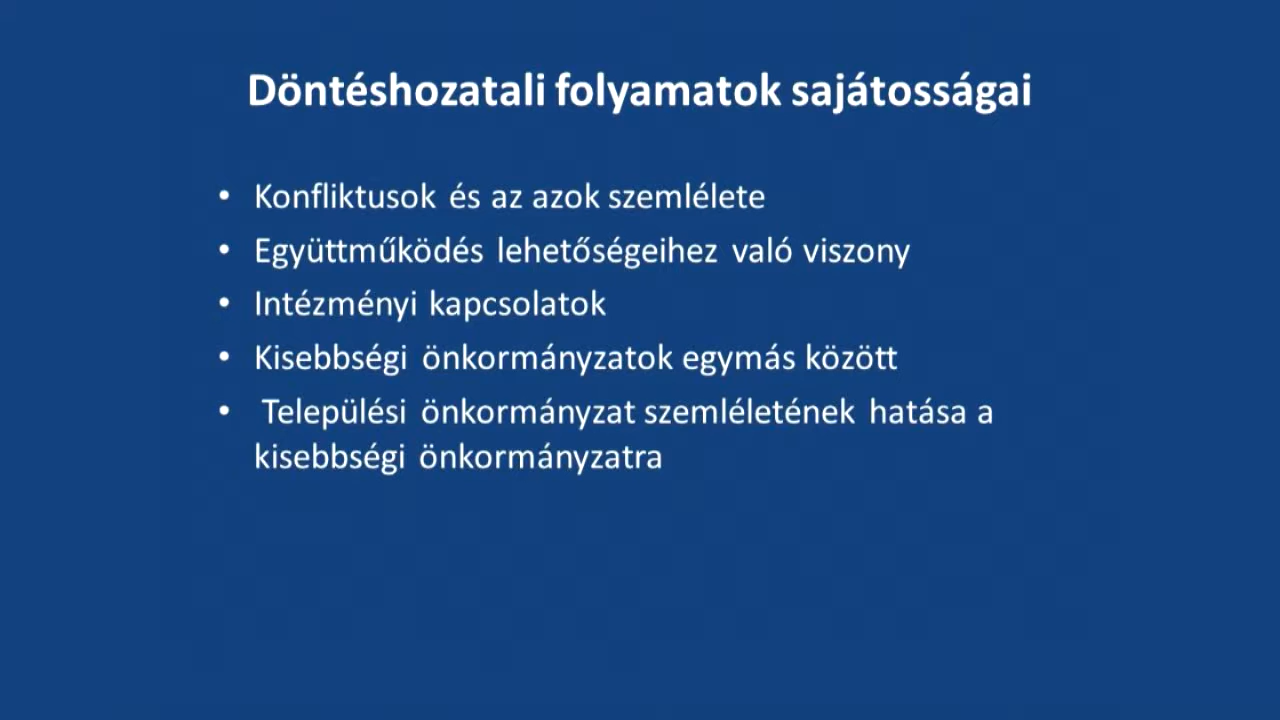 Döntéshozatali folyamatok sajátosságai
• Konfliktusok és az azok szemlélete
• Együttműködés lehetőségeihez való viszony
• Intézményi kapcsolatok
• Kisebbségi önkormányzatok egymás között
• Települési önkormányzat szemléletének hatása a
kisebbségi önkormányzatra